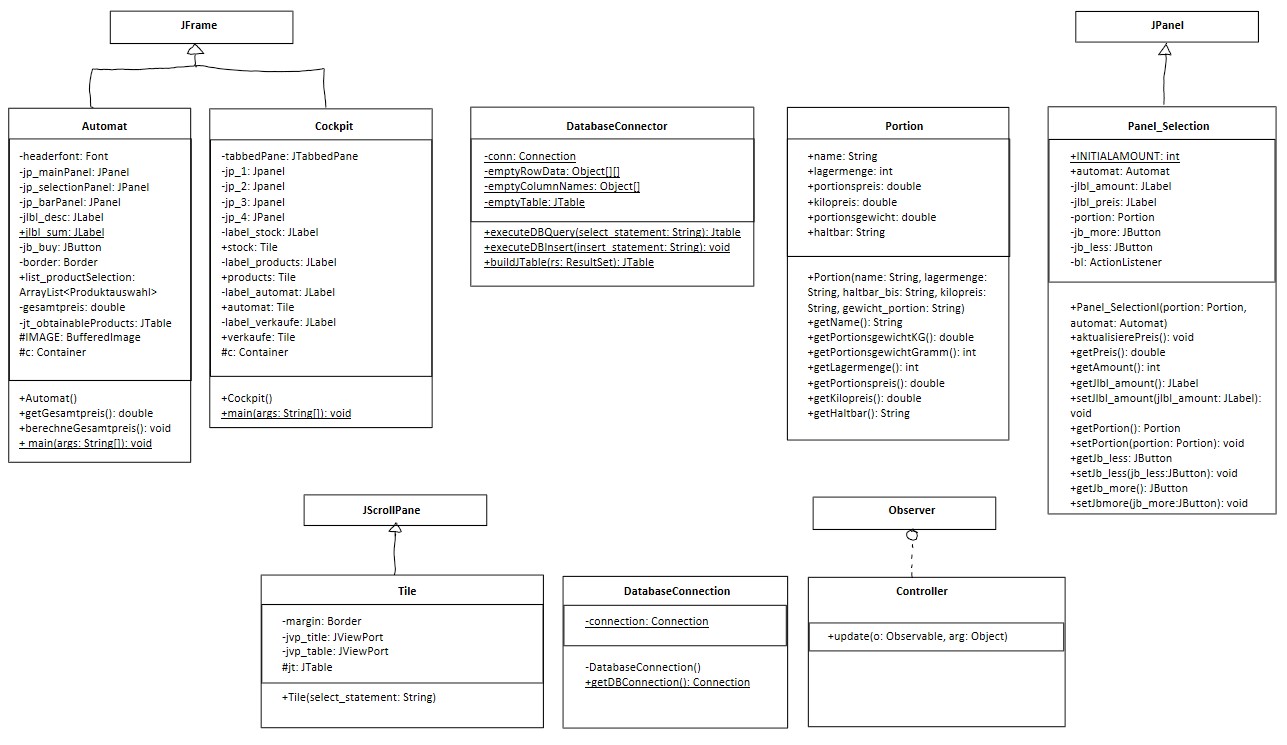 JFrame
JPanel
Automat
-headerfont: Font
-jp_mainPanel: JPanel
-jp_selectionPanel: JPanel
-jp_barPanel: JPanel
-jlbl_desc: JLabel
+jlbl_sum: JLabel
-jb_buy: JButton
-border: Border
+list_productSelection:
ArrayList<Produktauswahl>
-gesamtpreis: double
-jt_obtainableProducts: JTable
#IMAGE: BufferedImage
#c: Container
+Automat()
+getGesamtpreis(): double
+berechneGesamtpreis(): void
+ main(args: String[]): void
Cockpit
-tabbedPane: JTabbedPane
-jp_1: Jpanel
-jp_2: Jpanel
-jp_3: Jpanel
-jp_4: JPanel
-label_stock: JLabel
+stock: Tile
-label_products: JLabel
+products: Tile
-label_automat: JLabel
+automat: Tile
-label_verkaufe: JLabel
+verkaufe: Tile
#c: Container
+Cockpit()
+main(args: String[]): void
DatabaseConnector
-conn: Connection
-emptyRowData: Object[][]
-emptyColumnNames: Object[]
-emptyTable: JTable
+executeDBQuery(select_statement: String): Jtable
+executeDBInsert(insert_statement: String): void
+buildJTable(rs: ResultSet): JTable
Portion
+name: String
+lagermenge: int
+portionspreis: double
+kilopreis: double
+portionsgewicht: double
+haltbar: String
+Portion(name: String, lagermenge:
String, haltbar_bis: String, kilopreis:
String, gewicht_portion: String)
+getName(): String
+getPortionsgewichtKG(): double
+getPortionsgewichtGramm(): int
+getLagermenge(): int
+getPortionspreis(): double
+getKilopreis(): double
+getHaltbar(): String
Panel_Selection
+INITIALAMOUNT: int
+automat: Automat
-jlbl_amount: JLabel
-jlbl_preis: JLabel
-portion: Portion
-jb_more: JButton
-jb_less: JButton
-bl: ActionListener
+Panel_SelectionI(portion: Portion,
automat: Automat)
+aktualisierePreis(): void
+getPreis(): double
+getAmount(): int
+getJlbl_amount(): JLabel
+setJlbl_amount(jlbl_amount: JLabel):
void
+getPortion(): Portion
+setPortion(portion: Portion): void
+getJb_less: JButton
+setJb_less(jb_less:JButton): void
+getJb_more(): JButton
+setJbmore(jb_more:JButton): void
JScrollPane
Observer
Tile
-margin: Border
-jvp_title: JViewPort
-jvp_table: JViewPort
#jt: JTable
+Tile(select_statement: String)
DatabaseConnection
-connection: Connection
-DatabaseConnection()
+getDBConnection(): Connection
Controller
+update(o: Observable, arg: Object)